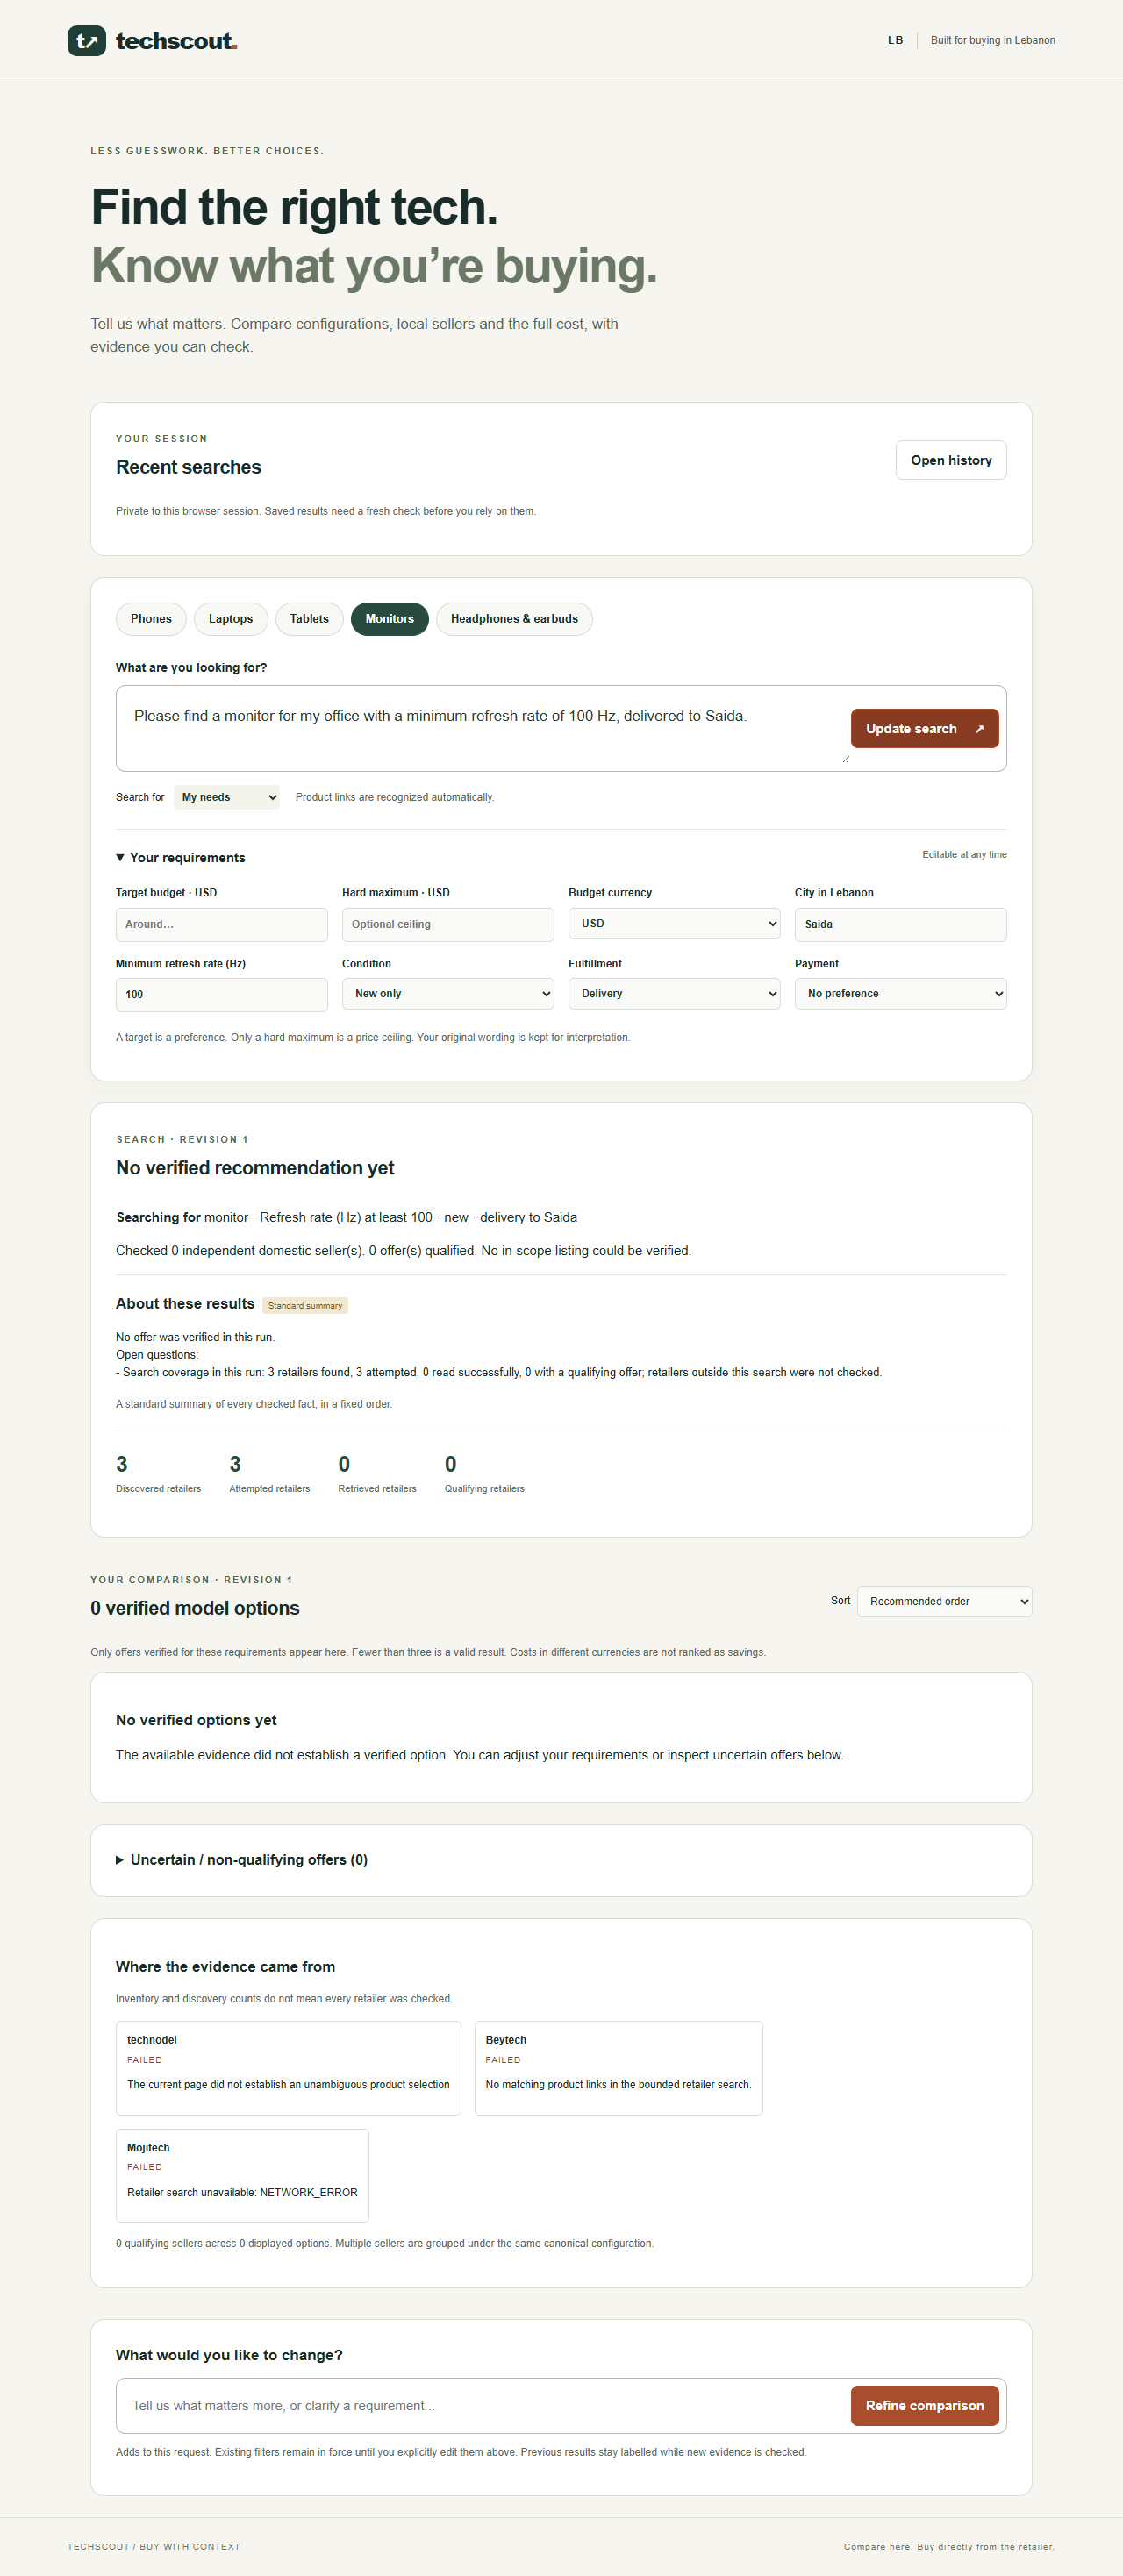 t↗ techscout.
LB
Built for buying in Lebanon
LESS GUESSWORK. BETTER CHOICES.
Find the right tech.
Know what you’re buying.
Tell us what matters. Compare configurations, local sellers and the full cost, with
evidence you can check.
YOUR SESSION
Recent searches
Open history
Private to this browser session. Saved results need a fresh check before you rely on them.
Phones
Laptops
Tablets
Monitors
Headphones & earbuds
What are you looking for?
Please find a monitor for my office with a minimum refresh rate of 100 Hz, delivered to Saida.
Update search ↗
Search for
My needs
Product links are recognized automatically.
▼ Your requirements
Editable at any time
Target budget · USD
Hard maximum · USD
Budget currency
City in Lebanon
Around...
Optional ceiling
USD
Saida
Minimum refresh rate (Hz)
Condition
Fulfillment
Payment
100
New only
Delivery
No preference
A target is a preference. Only a hard maximum is a price ceiling. Your original wording is kept for interpretation.
SEARCH · REVISION 1
No verified recommendation yet
Searching for monitor · Refresh rate (Hz) at least 100 · new · delivery to Saida
Checked 0 independent domestic seller(s). 0 offer(s) qualified. No in-scope listing could be verified.
About these results
Standard summary
No offer was verified in this run.
Open questions:
- Search coverage in this run: 3 retailers found, 3 attempted, 0 read successfully, 0 with a qualifying offer; retailers outside this search were not checked.
A standard summary of every checked fact, in a fixed order.
3
3
0
0
Discovered retailers
Attempted retailers
Retrieved retailers
Qualifying retailers
YOUR COMPARISON · REVISION 1
0 verified model options
Sort
Recommended order
Only offers verified for these requirements appear here. Fewer than three is a valid result. Costs in different currencies are not ranked as savings.
No verified options yet
The available evidence did not establish a verified option. You can adjust your requirements or inspect uncertain offers below.
▶ Uncertain / non-qualifying offers (0)
Where the evidence came from
Inventory and discovery counts do not mean every retailer was checked.
technodel
FAILED
The current page did not establish an unambiguous product selection
Beytech
FAILED
No matching product links in the bounded retailer search.
Mojitech
FAILED
Retailer search unavailable: NETWORK_ERROR
0 qualifying sellers across 0 displayed options. Multiple sellers are grouped under the same canonical configuration.
What would you like to change?
Tell us what matters more, or clarify a requirement...
Refine comparison
Adds to this request. Existing filters remain in force until you explicitly edit them above. Previous results stay labelled while new evidence is checked.
TECHSCOUT / BUY WITH CONTEXT
Compare here. Buy directly from the retailer.